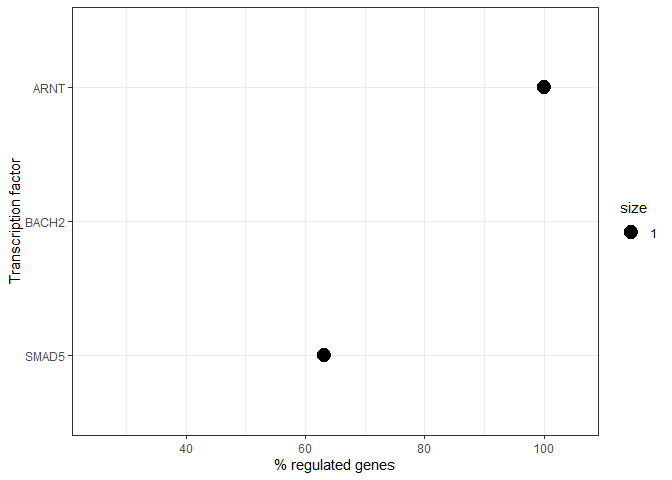 Transcription factor
ARNT
BACH2
SMAD5
40 60 80 100
% regulated genes
size
1